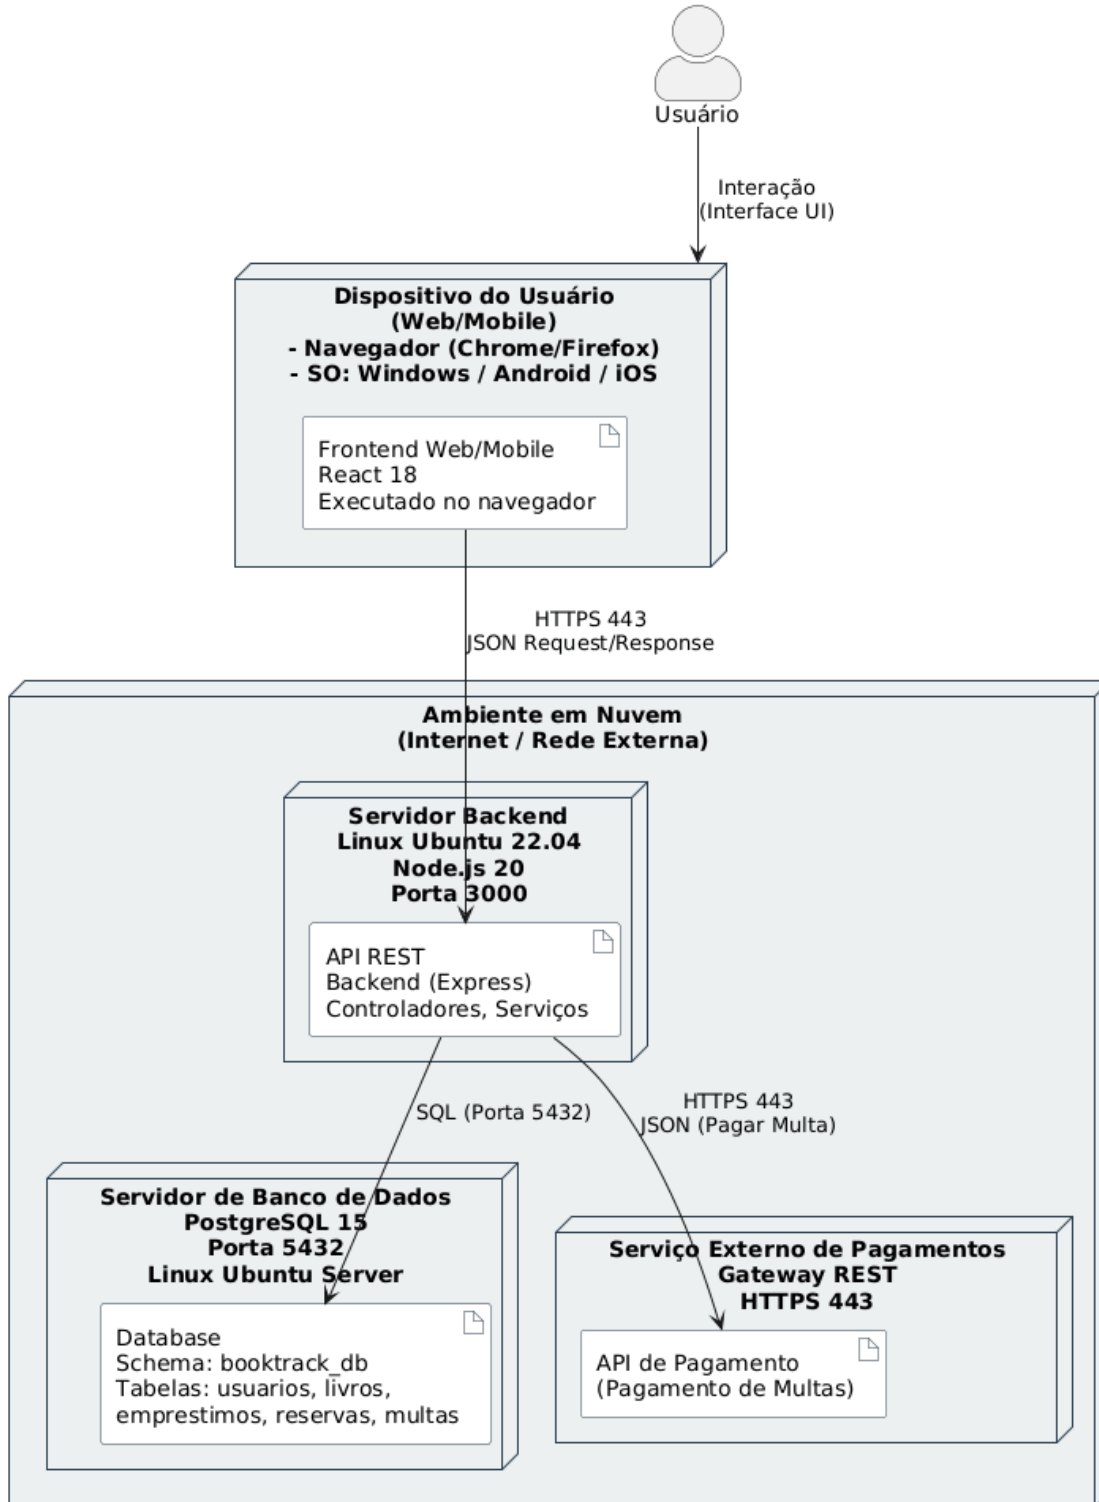 Usuário
Interação
(Interface UI)
Dispositivo do Usuário
(Web/Mobile)
- Navegador (Chrome/Firefox)
- SO: Windows / Android / iOS
Frontend Web/Mobile
React 18
Executado no navegador
HTTPS 443
JSON Request/Response
Ambiente em Nuvem
(Internet / Rede Externa)
Servidor Backend
Linux Ubuntu 22.04
Node.js 20
Porta 3000
API REST
Backend (Express)
Controladores, Serviços
SQL (Porta 5432)
HTTPS 443
JSON (Pagar Multa)
Servidor de Banco de Dados
PostgreSQL 15
Porta 5432
Linux Ubuntu Server
Database
Schema: booktrack_db
Tabelas: usuarios, livros,
emprestimos, reservas, multas
Serviço Externo de Pagamentos
Gateway REST
HTTPS 443
API de Pagamento
(Pagamento de Multas)